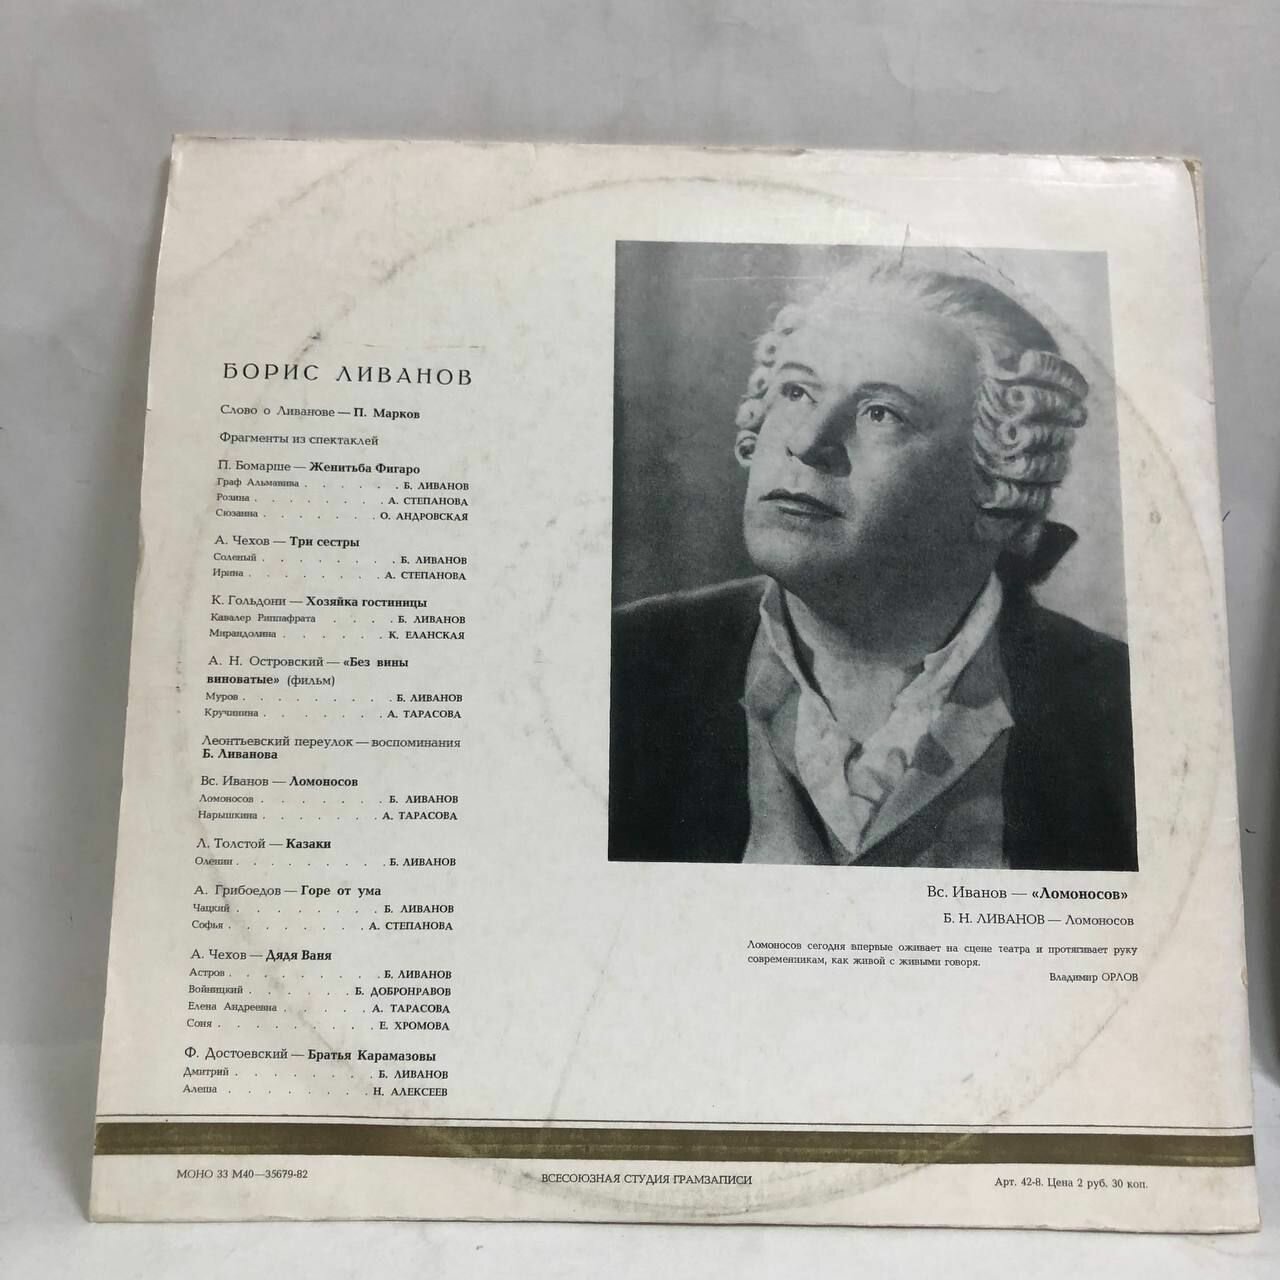 БОРИС ЛИВАНОВ
Слово о Ливанове — П. Марков
Фрагменты из спектаклей
П. Бомарше — Женитьба Фигаро
Граф Альмавива . . . . . . Б. ЛИВАНОВ
Розина . . . . . . . . А. СТЕПАНОВА
Сюзанна . . . . . . . О. АНДРОВСКАЯ
А. Чехов — Три сестры
Соленый . . . . . . . . Б. ЛИВАНОВ
Ирина . . . . . . . . А. СТЕПАНОВА
К. Гольдони — Хозяйка гостиницы
Кавалер Риппафрата . . . . Б. ЛИВАНОВ
Мирандолина . . . . . . К. ЕЛАНСКАЯ
А. Н. Островский — «Без вины
виноватые» (фильм)
Муров . . . . . . . . . Б. ЛИВАНОВ
Кручинина . . . . . . . А. ТАРАСОВА
Леонтьевский переулок — воспоминания
Б. Ливанова
Вс. Иванов — Ломоносов
Ломоносов . . . . . . . Б. ЛИВАНОВ
Нарышкина . . . . . . . А. ТАРАСОВА
Л. Толстой — Казаки
Оленин . . . . . . . . . Б. ЛИВАНОВ
А. Грибоедов — Горе от ума
Чацкий . . . . . . . . Б. ЛИВАНОВ
Софья . . . . . . . . А. СТЕПАНОВА
А. Чехов — Дядя Ваня
Астров . . . . . . . . . Б. ЛИВАНОВ
Войницкий . . . . . . Б. ДОБРОНРАВОВ
Елена Андреевна . . . . . А. ТАРАСОВА
Соня . . . . . . . . . Е. ХРОМОВА
Ф. Достоевский — Братья Карамазовы
Дмитрий . . . . . . . . Б. ЛИВАНОВ
Алеша . . . . . . . . Н. АЛЕКСЕЕВ
Вс. Иванов — «Ломоносов»
Б. Н. ЛИВАНОВ — Ломоносов
Ломоносов сегодня впервые оживает на сцене театра и протягивает руку
современникам, как живой с живыми говоря.
Владимир ОРЛОВ
МОНО 33 М40—35679-82
ВСЕСОЮЗНАЯ СТУДИЯ ГРАМЗАПИСИ
Арт. 42-8. Цена 2 руб. 30 коп.